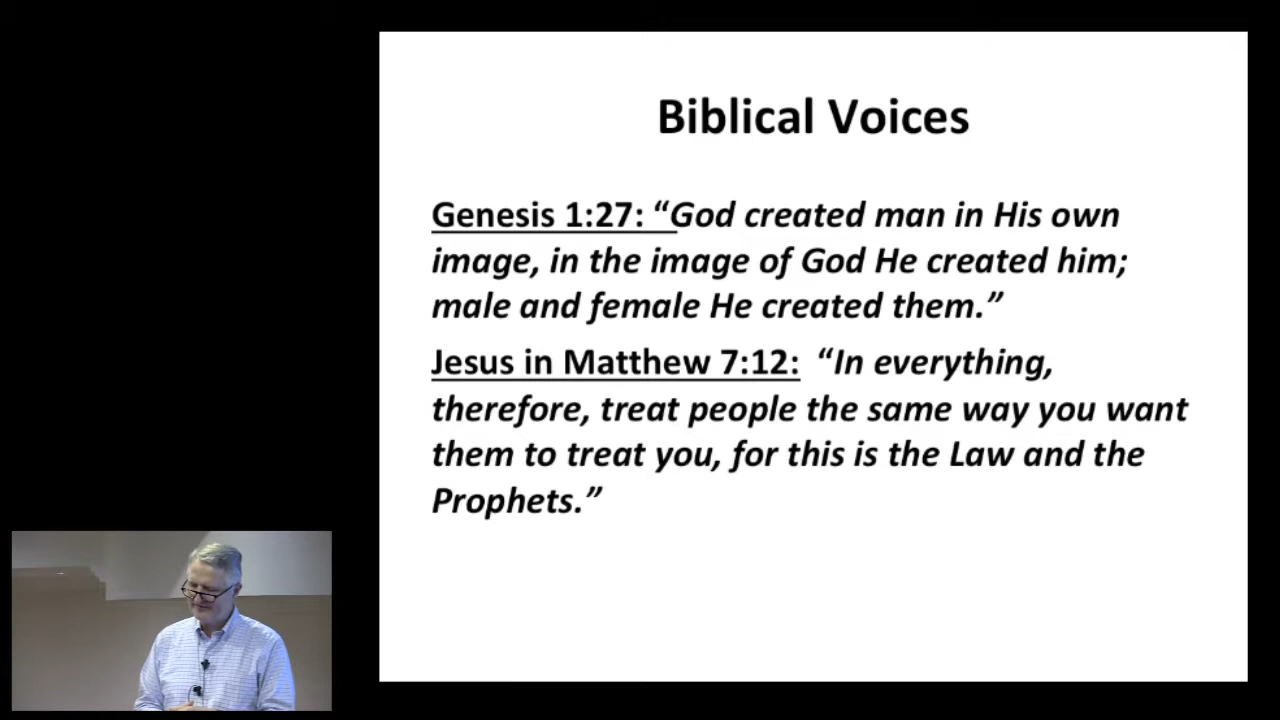 Biblical Voices
Genesis 1:27: “God created man in His own
image, in the image of God He created him;
male and female He created them.”
Jesus in Matthew 7:12: “In everything,
therefore, treat people the same way you want
them to treat you, for this is the Law and the
Prophets.”